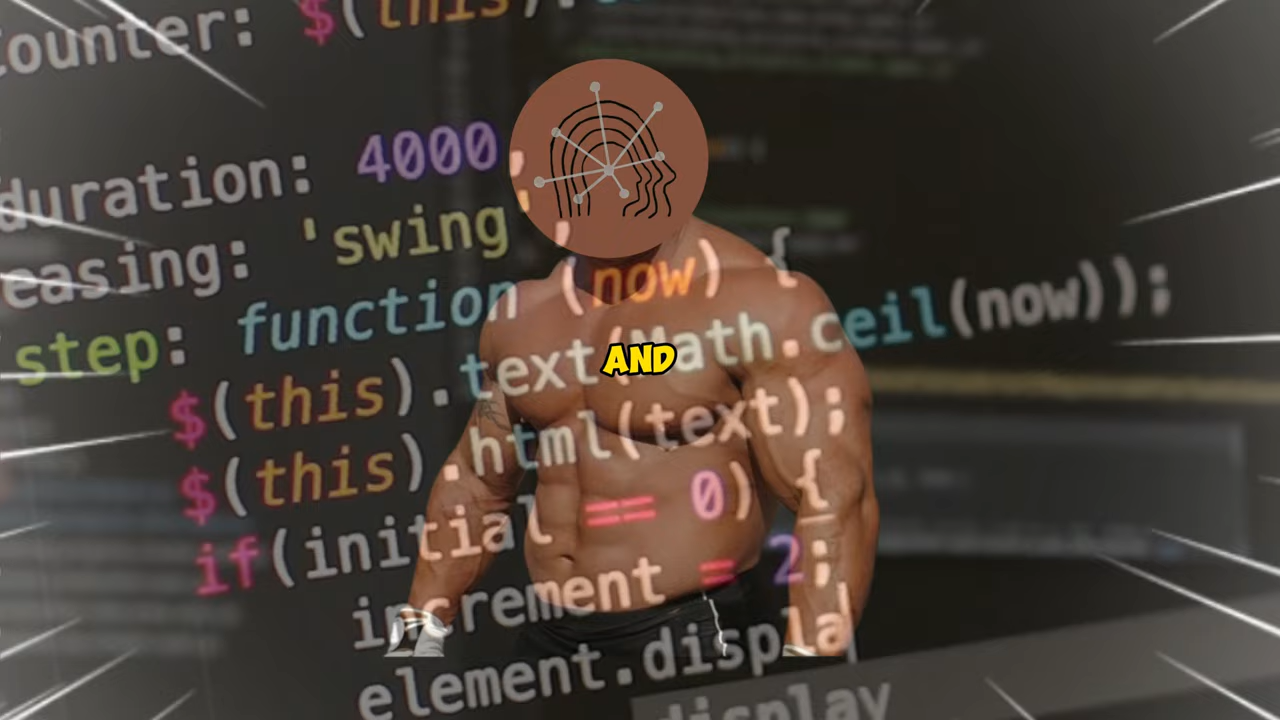 counter: $(this).
duration: 4000,
easing: 'swing',
step: function (now) {
$(this).text(Math.ceil(now));
AND
$(this).html(text);
if(initial == 0) {
increment = 2;
element.displa
display